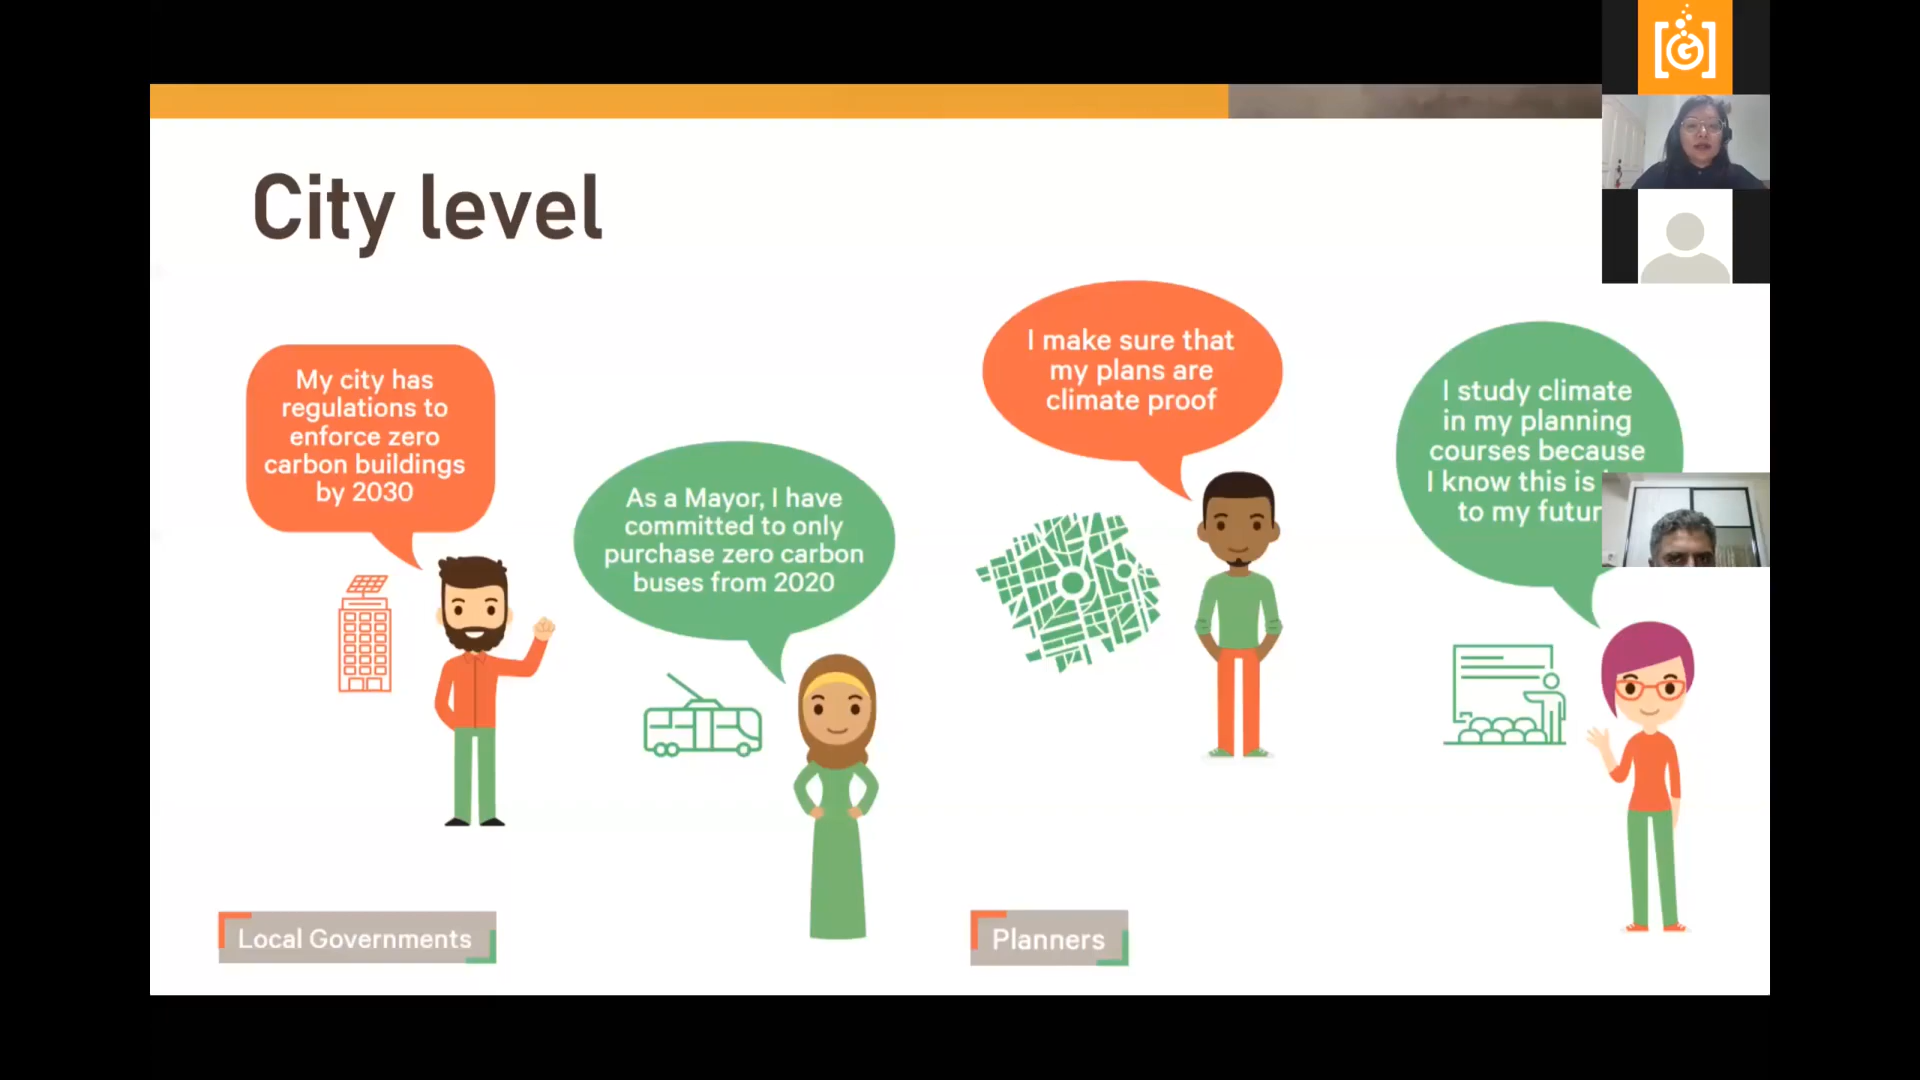 City level
My city has
regulations to
enforce zero
carbon buildings
by 2030
As a Mayor, I have
committed to only
purchase zero carbon
buses from 2020
I make sure that
my plans are
climate proof
I study climate
in my planning
courses because
I know this is
to my
Local Governments
Planners
G